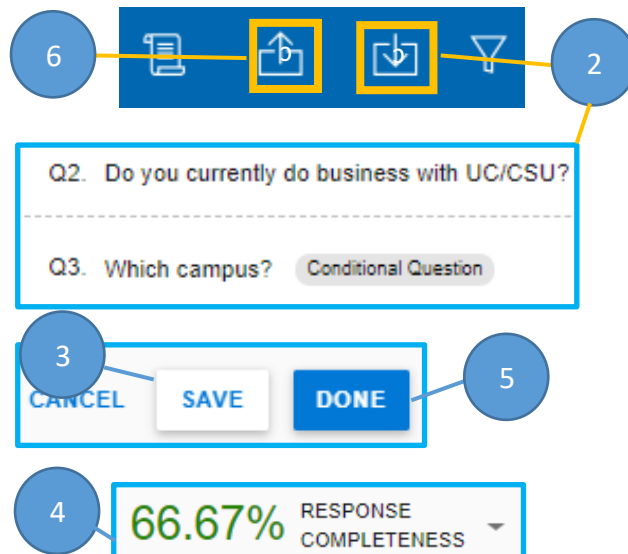 6
b
b
2
Q2. Do you currently do business with UC/CSU?
Q3. Which campus? Conditional Question
3
CANCEL SAVE DONE
5
4
66.67% RESPONSE
COMPLETENESS